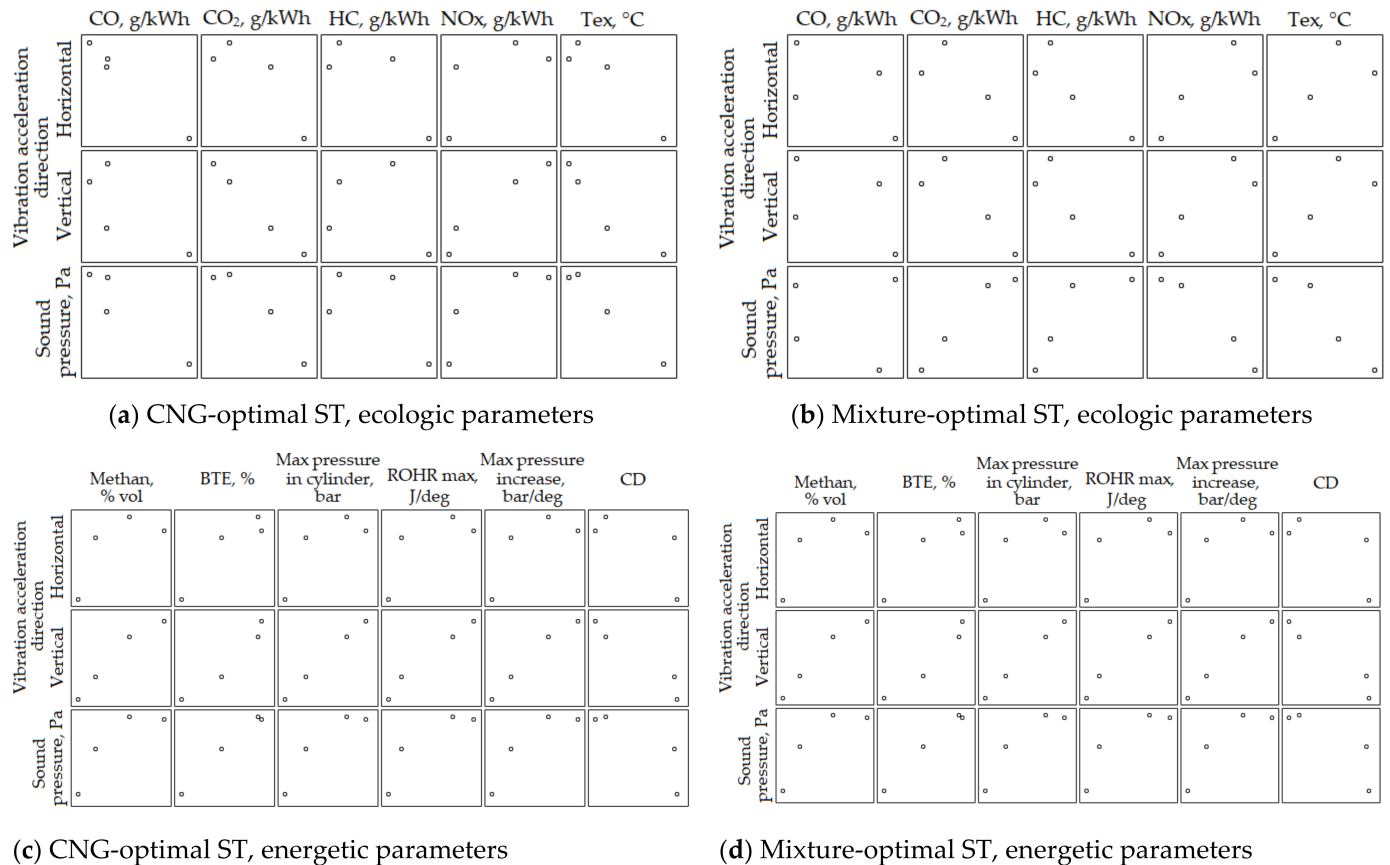 CO, g/kWh CO₂, g/kWh HC, g/kWh NOx, g/kWh Tex, °C
Vibration acceleration
direction
Horizontal
Vertical
Sound
pressure, Pa
(a) CNG-optimal ST, ecologic parameters
CO, g/kWh CO₂, g/kWh HC, g/kWh NOx, g/kWh Tex, °C
Vibration acceleration
direction
Horizontal
Vertical
Sound
pressure, Pa
(b) Mixture-optimal ST, ecologic parameters
Methan,
% vol
BTE, %
Max pressure
in cylinder,
bar
ROHR max,
J/deg
Max pressure
increase,
bar/deg
CD
Vibration acceleration
direction
Horizontal
Vertical
Sound
pressure, Pa
(c) CNG-optimal ST, energetic parameters
Methan,
% vol
BTE, %
Max pressure
in cylinder,
bar
ROHR max,
J/deg
Max pressure
increase,
bar/deg
CD
Vibration acceleration
direction
Horizontal
Vertical
Sound
pressure, Pa
(d) Mixture-optimal ST, energetic parameters